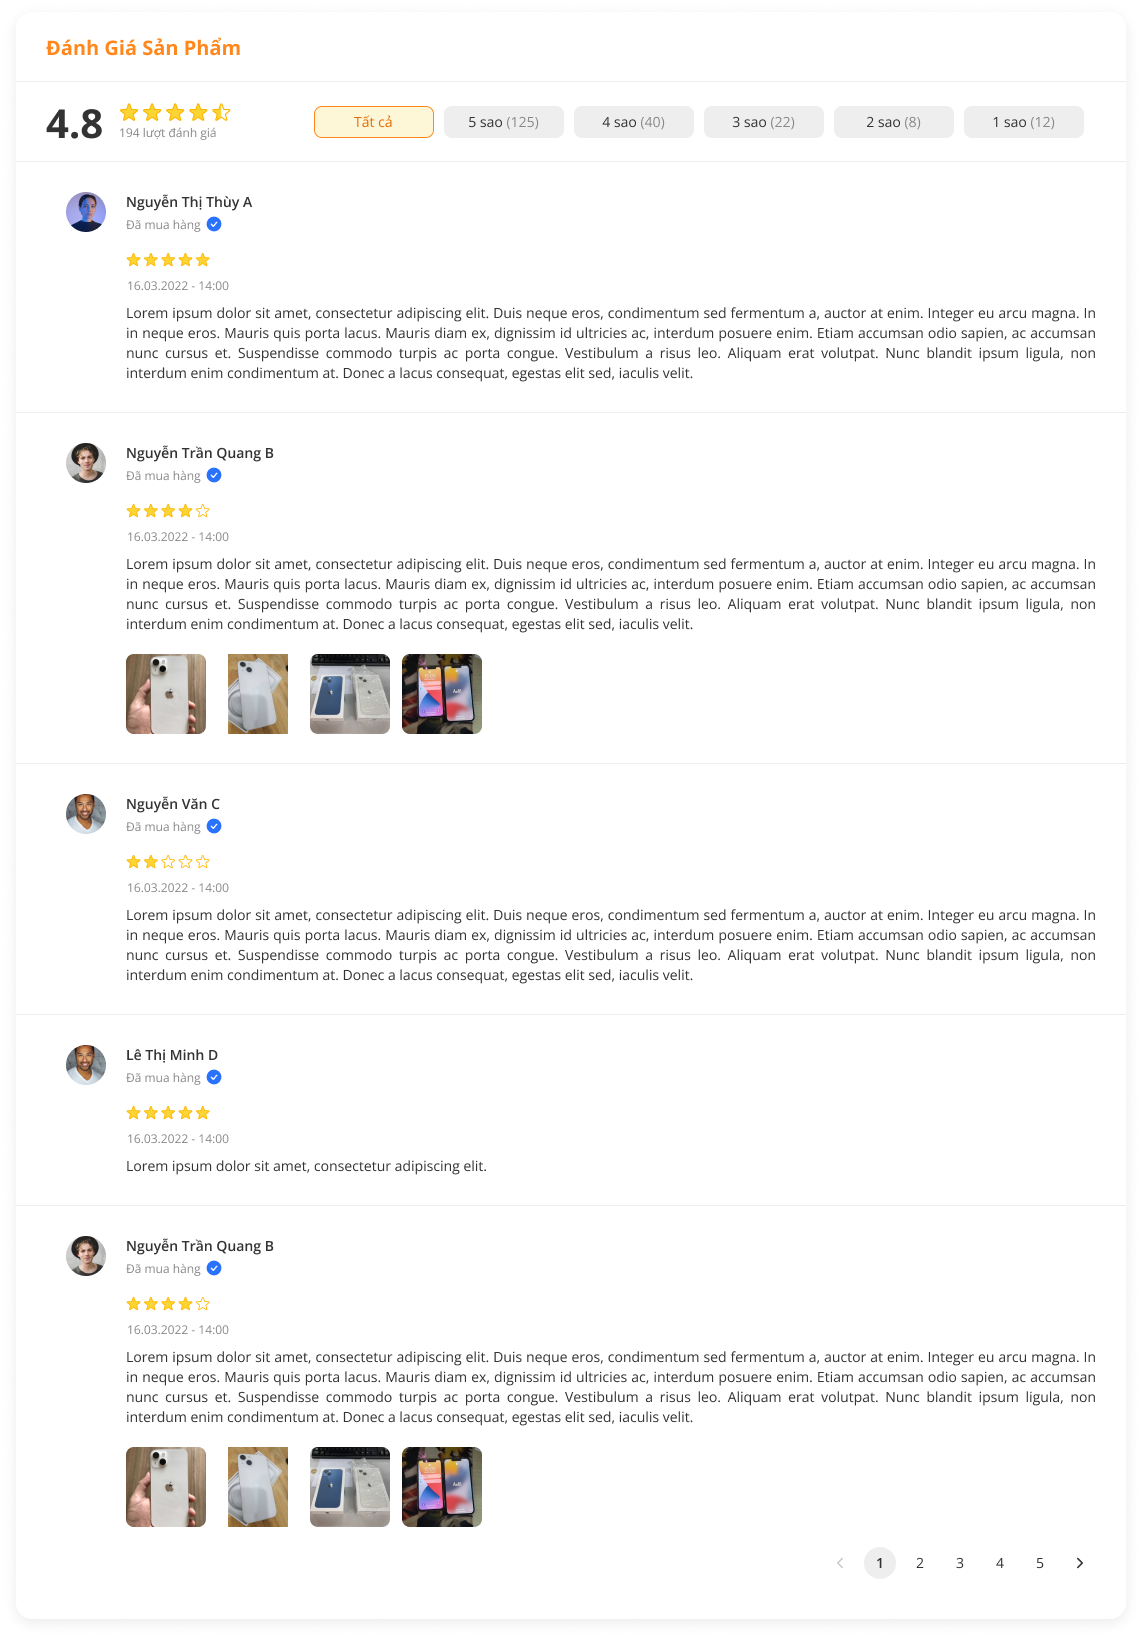 Đánh Giá Sản Phẩm
4.8
194 lượt đánh giá
Tất cả
5 sao (125)
4 sao (40)
3 sao (22)
2 sao (8)
1 sao (12)
Nguyễn Thị Thùy A
Đã mua hàng
16.03.2022 - 14:00
Lorem ipsum dolor sit amet, consectetur adipiscing elit. Duis neque eros, condimentum sed fermentum a, auctor at enim. Integer eu arcu magna. In
in neque eros. Mauris quis porta lacus. Mauris diam ex, dignissim id ultricies ac, interdum posuere enim. Etiam accumsan odio sapien, ac accumsan
nunc cursus et. Suspendisse commodo turpis ac porta congue. Vestibulum a risus leo. Aliquam erat volutpat. Nunc blandit ipsum ligula, non
interdum enim condimentum at. Donec a lacus consequat, egestas elit sed, iaculis velit.
Nguyễn Trần Quang B
Đã mua hàng
16.03.2022 - 14:00
Lorem ipsum dolor sit amet, consectetur adipiscing elit. Duis neque eros, condimentum sed fermentum a, auctor at enim. Integer eu arcu magna. In
in neque eros. Mauris quis porta lacus. Mauris diam ex, dignissim id ultricies ac, interdum posuere enim. Etiam accumsan odio sapien, ac accumsan
nunc cursus et. Suspendisse commodo turpis ac porta congue. Vestibulum a risus leo. Aliquam erat volutpat. Nunc blandit ipsum ligula, non
interdum enim condimentum at. Donec a lacus consequat, egestas elit sed, iaculis velit.
Nguyễn Văn C
Đã mua hàng
16.03.2022 - 14:00
Lorem ipsum dolor sit amet, consectetur adipiscing elit. Duis neque eros, condimentum sed fermentum a, auctor at enim. Integer eu arcu magna. In
in neque eros. Mauris quis porta lacus. Mauris diam ex, dignissim id ultricies ac, interdum posuere enim. Etiam accumsan odio sapien, ac accumsan
nunc cursus et. Suspendisse commodo turpis ac porta congue. Vestibulum a risus leo. Aliquam erat volutpat. Nunc blandit ipsum ligula, non
interdum enim condimentum at. Donec a lacus consequat, egestas elit sed, iaculis velit.
Lê Thị Minh D
Đã mua hàng
16.03.2022 - 14:00
Lorem ipsum dolor sit amet, consectetur adipiscing elit.
Nguyễn Trần Quang B
Đã mua hàng
16.03.2022 - 14:00
Lorem ipsum dolor sit amet, consectetur adipiscing elit. Duis neque eros, condimentum sed fermentum a, auctor at enim. Integer eu arcu magna. In
in neque eros. Mauris quis porta lacus. Mauris diam ex, dignissim id ultricies ac, interdum posuere enim. Etiam accumsan odio sapien, ac accumsan
nunc cursus et. Suspendisse commodo turpis ac porta congue. Vestibulum a risus leo. Aliquam erat volutpat. Nunc blandit ipsum ligula, non
interdum enim condimentum at. Donec a lacus consequat, egestas elit sed, iaculis velit.
1 2 3 4 5